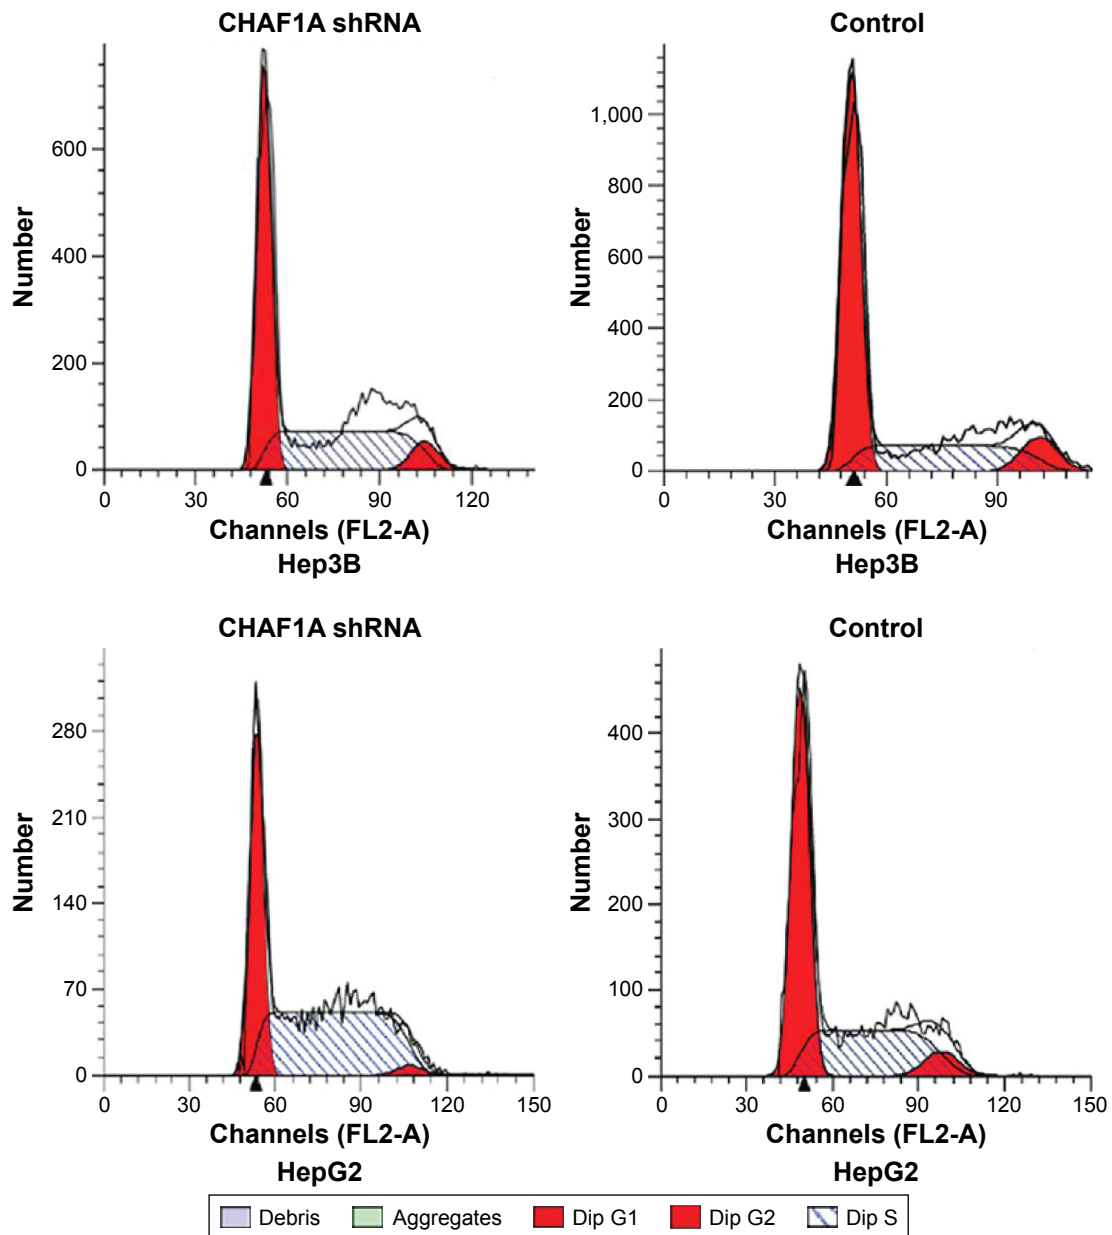 CHAF1A shRNA
Number
600
400
200
0
0 30 60 90 120
Channels (FL2-A)
Hep3B
Control
Number
1,000
800
600
400
200
0
0 30 60 90
Channels (FL2-A)
Hep3B
CHAF1A shRNA
Number
280
210
140
70
0
0 30 60 90 120 150
Channels (FL2-A)
HepG2
Control
Number
400
300
200
100
0
0 30 60 90 120 150
Channels (FL2-A)
HepG2
Debris Aggregates Dip G1 Dip G2 Dip S